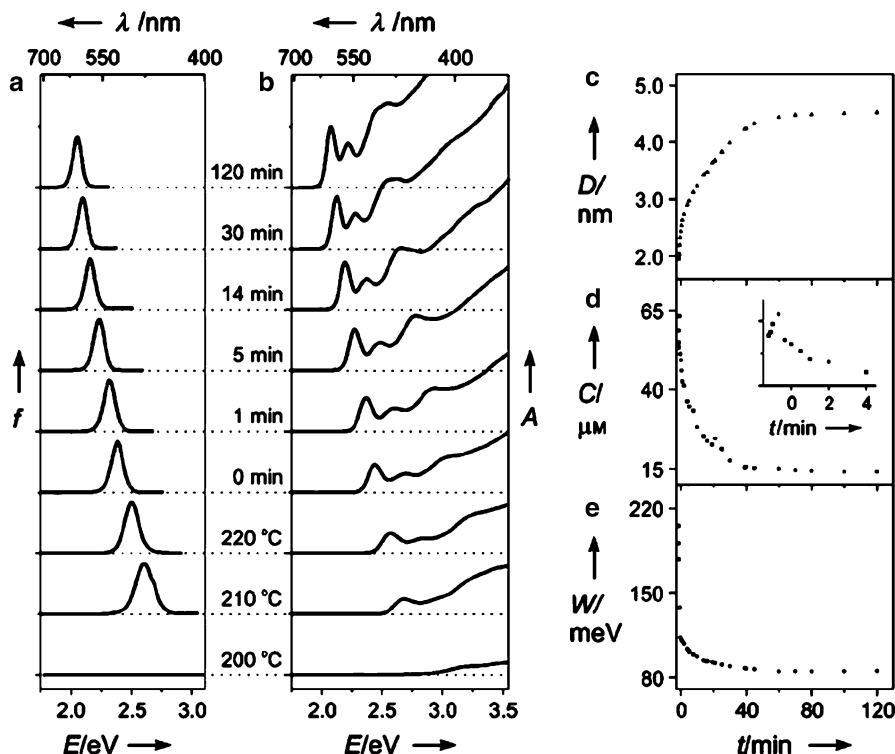 a
← λ /nm
700 550 400
f
2.0 2.5 3.0
E/eV →
120 min
30 min
14 min
5 min
1 min
0 min
220 °C
210 °C
200 °C
b
← λ /nm
700 550 400
A
2.0 2.5 3.0 3.5
E/eV →
c
5.0
4.0
3.0
2.0
D/
nm
d
65
40
15
C/
μM
0 2 4
t/min →
e
220
150
80
W/
meV
0 40 80 120
t/min →